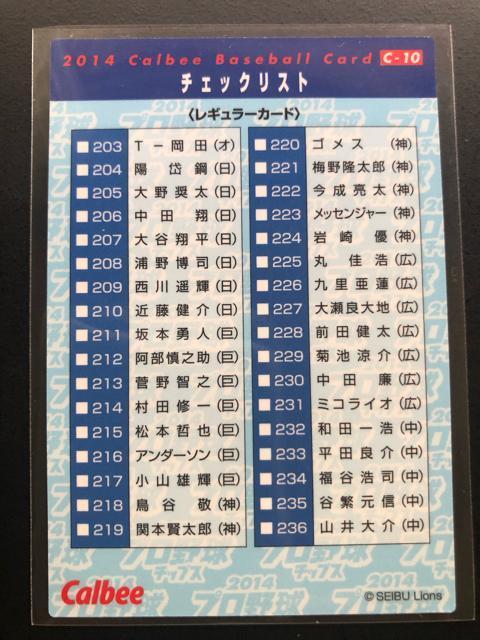 2014 Calbee Baseball Card C-10
チェックリスト
〈レギュラーカード〉
203 T－岡田(オ)
204 陽岱鋼(日)
205 大野奨太(日)
206 中田翔(日)
207 大谷翔平(日)
208 浦野博司(日)
209 西川遥輝(日)
210 近藤健介(日)
211 坂本勇人(巨)
212 阿部慎之助(巨)
213 菅野智之(巨)
214 村田修一(巨)
215 松本哲也(巨)
216 アンダーソン(巨)
217 小山雄輝(巨)
218 鳥谷敬(神)
219 関本賢太郎(神)
220 ゴメス(神)
221 梅野隆太郎(神)
222 今成亮太(神)
223 メッセンジャー(神)
224 岩崎優(神)
225 丸佳浩(広)
226 九里亜蓮(広)
227 大瀬良大地(広)
228 前田健太(広)
229 菊池涼介(広)
230 中田廉(広)
231 ミコライオ(広)
232 和田一浩(中)
233 平田良介(中)
234 福谷浩司(中)
235 谷繁元信(中)
236 山井大介(中)
Calbee
2014
プロ野球
チップス
© SEIBU Lions